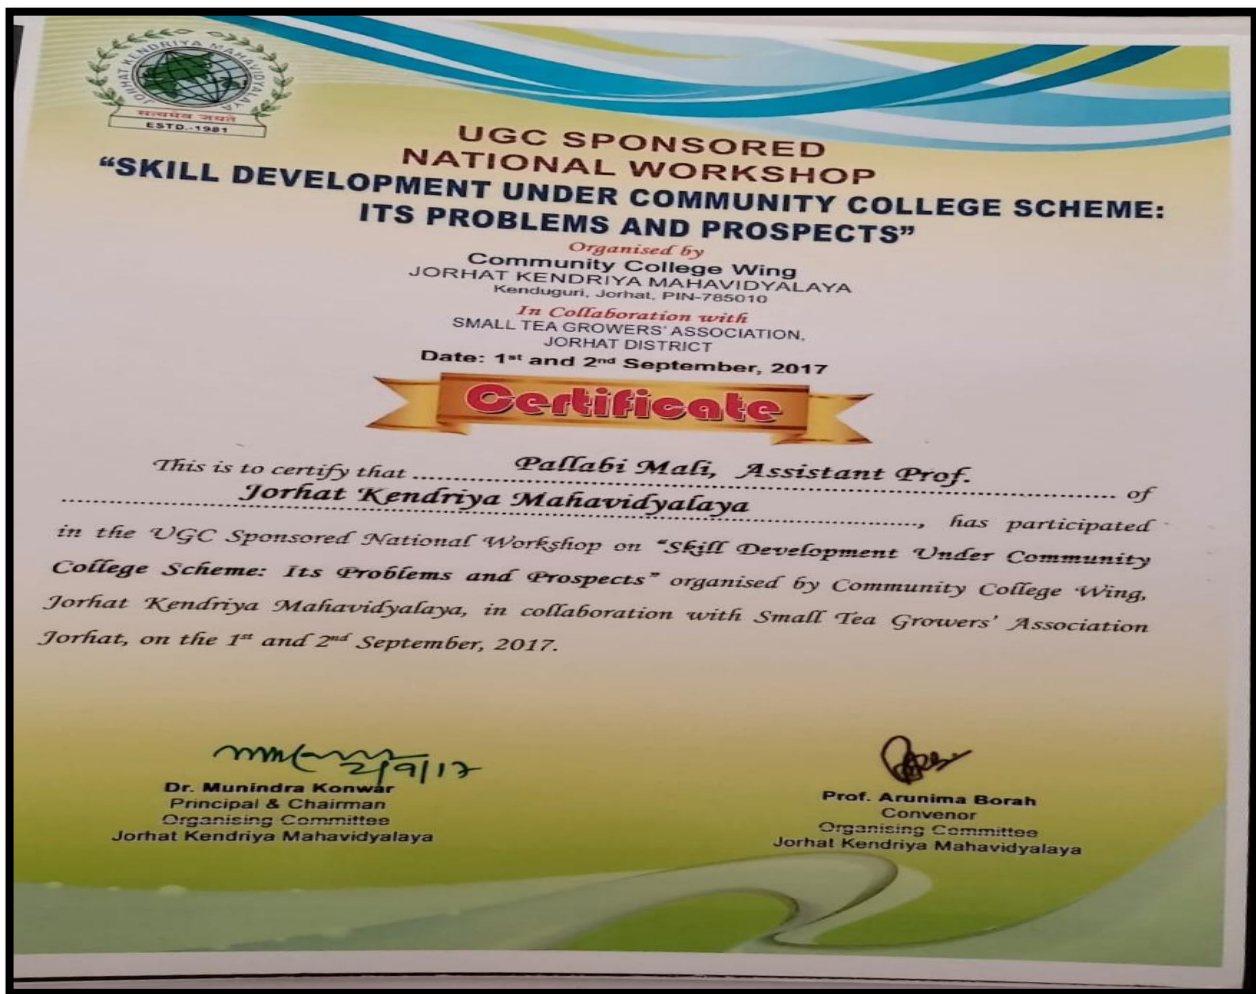 JORHAT KENDRIYA MAHAVIDYALAYA
सत्यमेव जयते
ESTD.-1981
UGC SPONSORED
NATIONAL WORKSHOP
“SKILL DEVELOPMENT UNDER COMMUNITY COLLEGE SCHEME:
ITS PROBLEMS AND PROSPECTS”
Organised by
Community College Wing
JORHAT KENDRIYA MAHAVIDYALAYA
Kenduguri, Jorhat, PIN-785010
In Collaboration with
SMALL TEA GROWERS' ASSOCIATION,
JORHAT DISTRICT
Date: 1st and 2nd September, 2017
Certificate
This is to certify that ........ Pallabi Mali, Assistant Prof. ........ of
........ Jorhat Kendriya Mahavidyalaya ........, has participated
in the UGC Sponsored National Workshop on “Skill Development Under Community
College Scheme: Its Problems and Prospects” organised by Community College Wing,
Jorhat Kendriya Mahavidyalaya, in collaboration with Small Tea Growers' Association
Jorhat, on the 1st and 2nd September, 2017.
2/9/17
Dr. Munindra Konwar
Principal & Chairman
Organising Committee
Jorhat Kendriya Mahavidyalaya
Prof. Arunima Borah
Convenor
Organising Committee
Jorhat Kendriya Mahavidyalaya